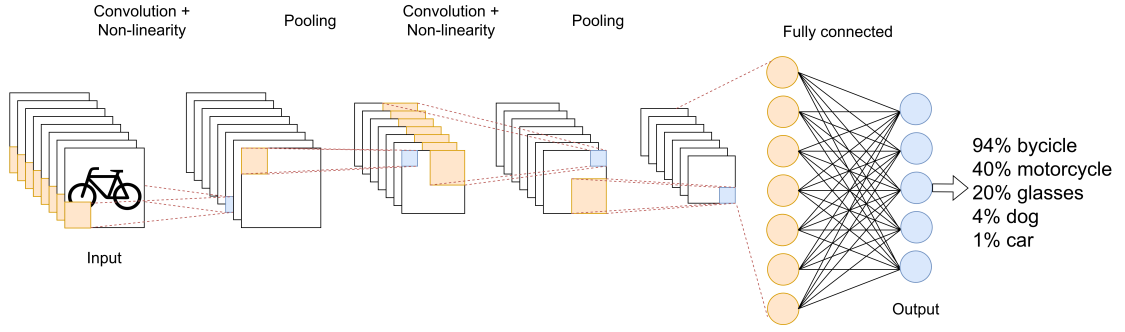 Convolution +
Non-linearity
Pooling
Convolution +
Non-linearity
Pooling
Fully connected
Input
94% bycicle
40% motorcycle
20% glasses
4% dog
1% car
Output